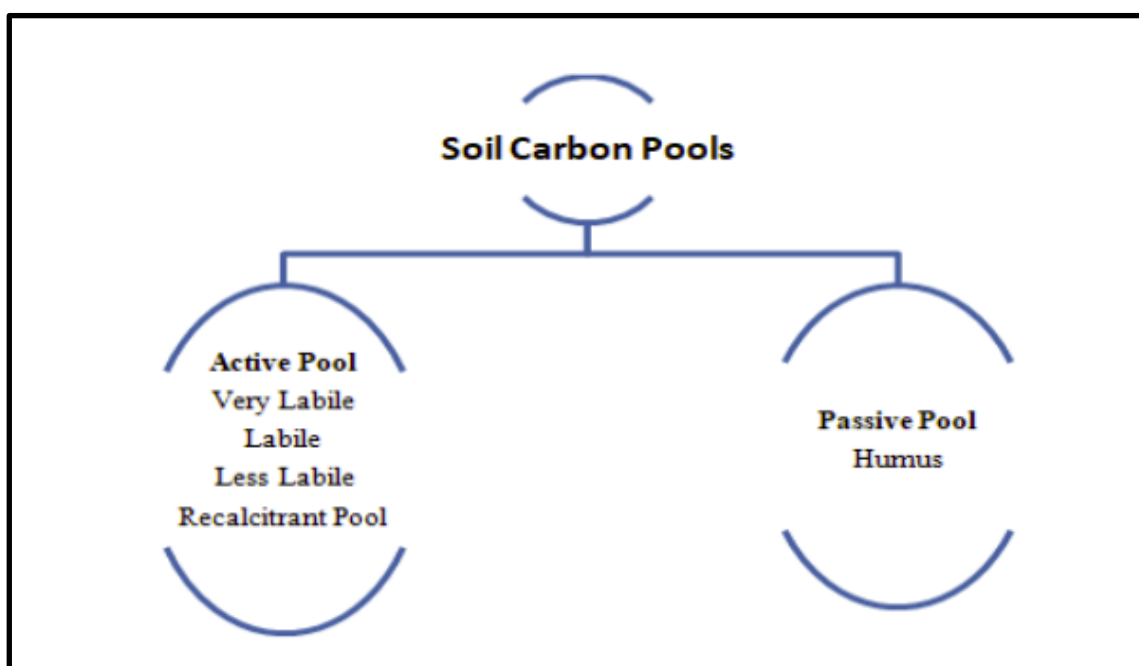 Soil Carbon Pools
Active Pool
Very Labile
Labile
Less Labile
Recalcitrant Pool
Passive Pool
Humus